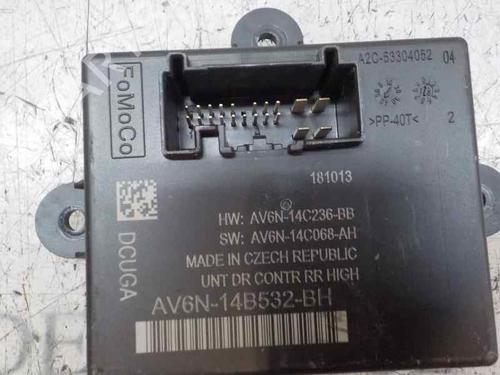 FoMoCo
A2C-53304052 04
>PP-40T< 2
181013
HW: AV6N-14C236-BB
SW: AV6N-14C068-AH
MADE IN CZECH REPUBLIC
UNT DR CONTR RR HIGH
DCUGA
AV6N-14B532-BH